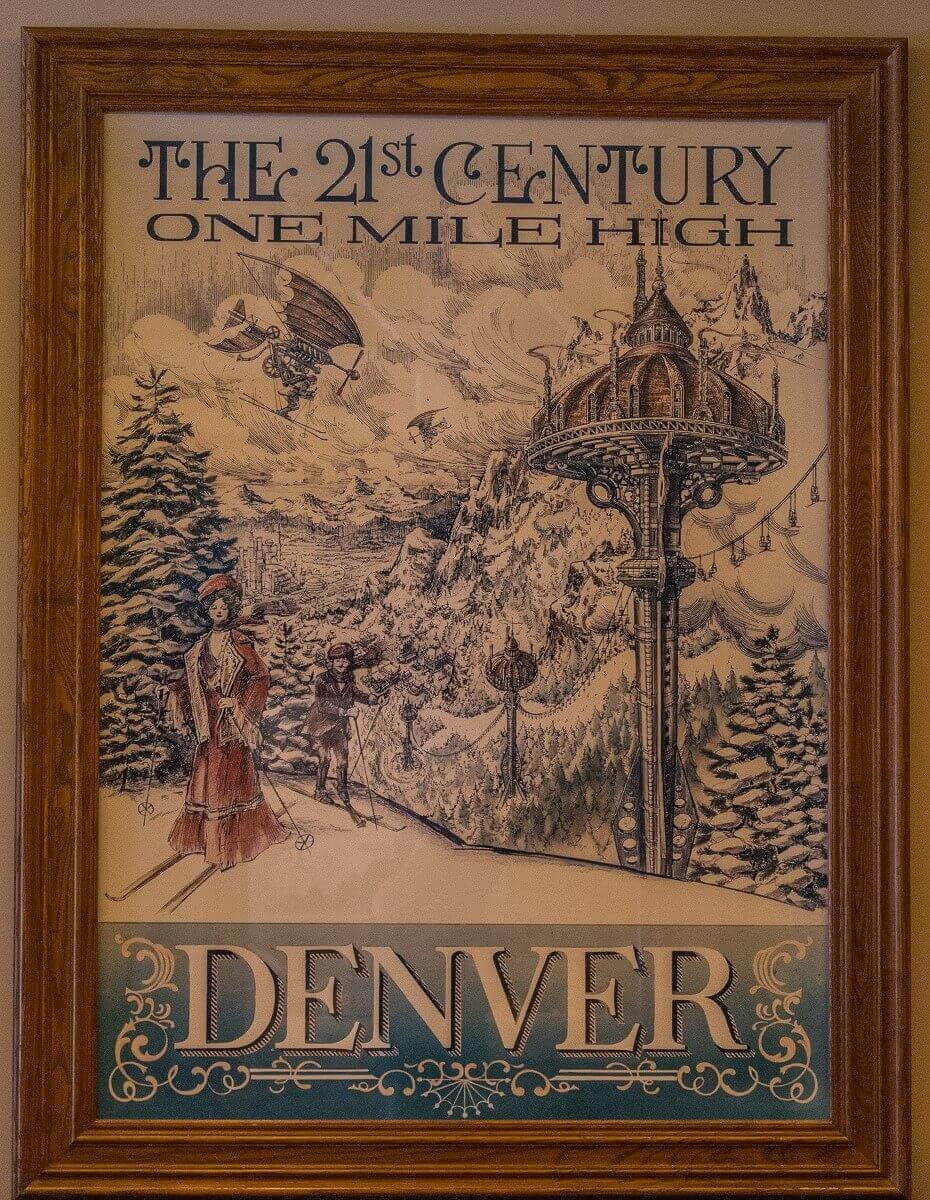 THE 21st CENTURY
ONE MILE HIGH
DENVER